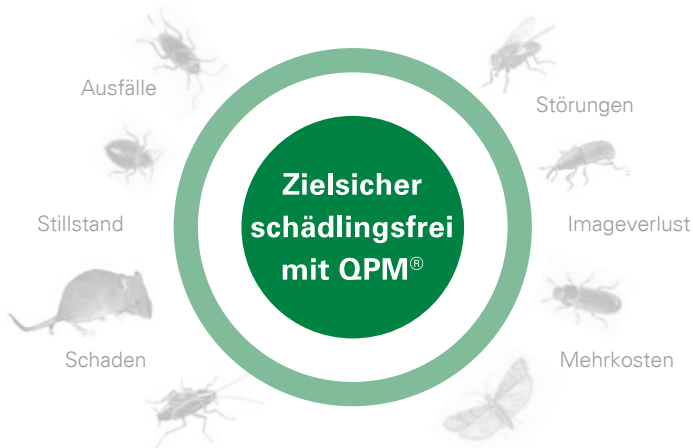 Ausfälle
Störungen
Zielsicher
schädlingsfrei
mit QPM®
Stillstand
Imageverlust
Schaden
Mehrkosten